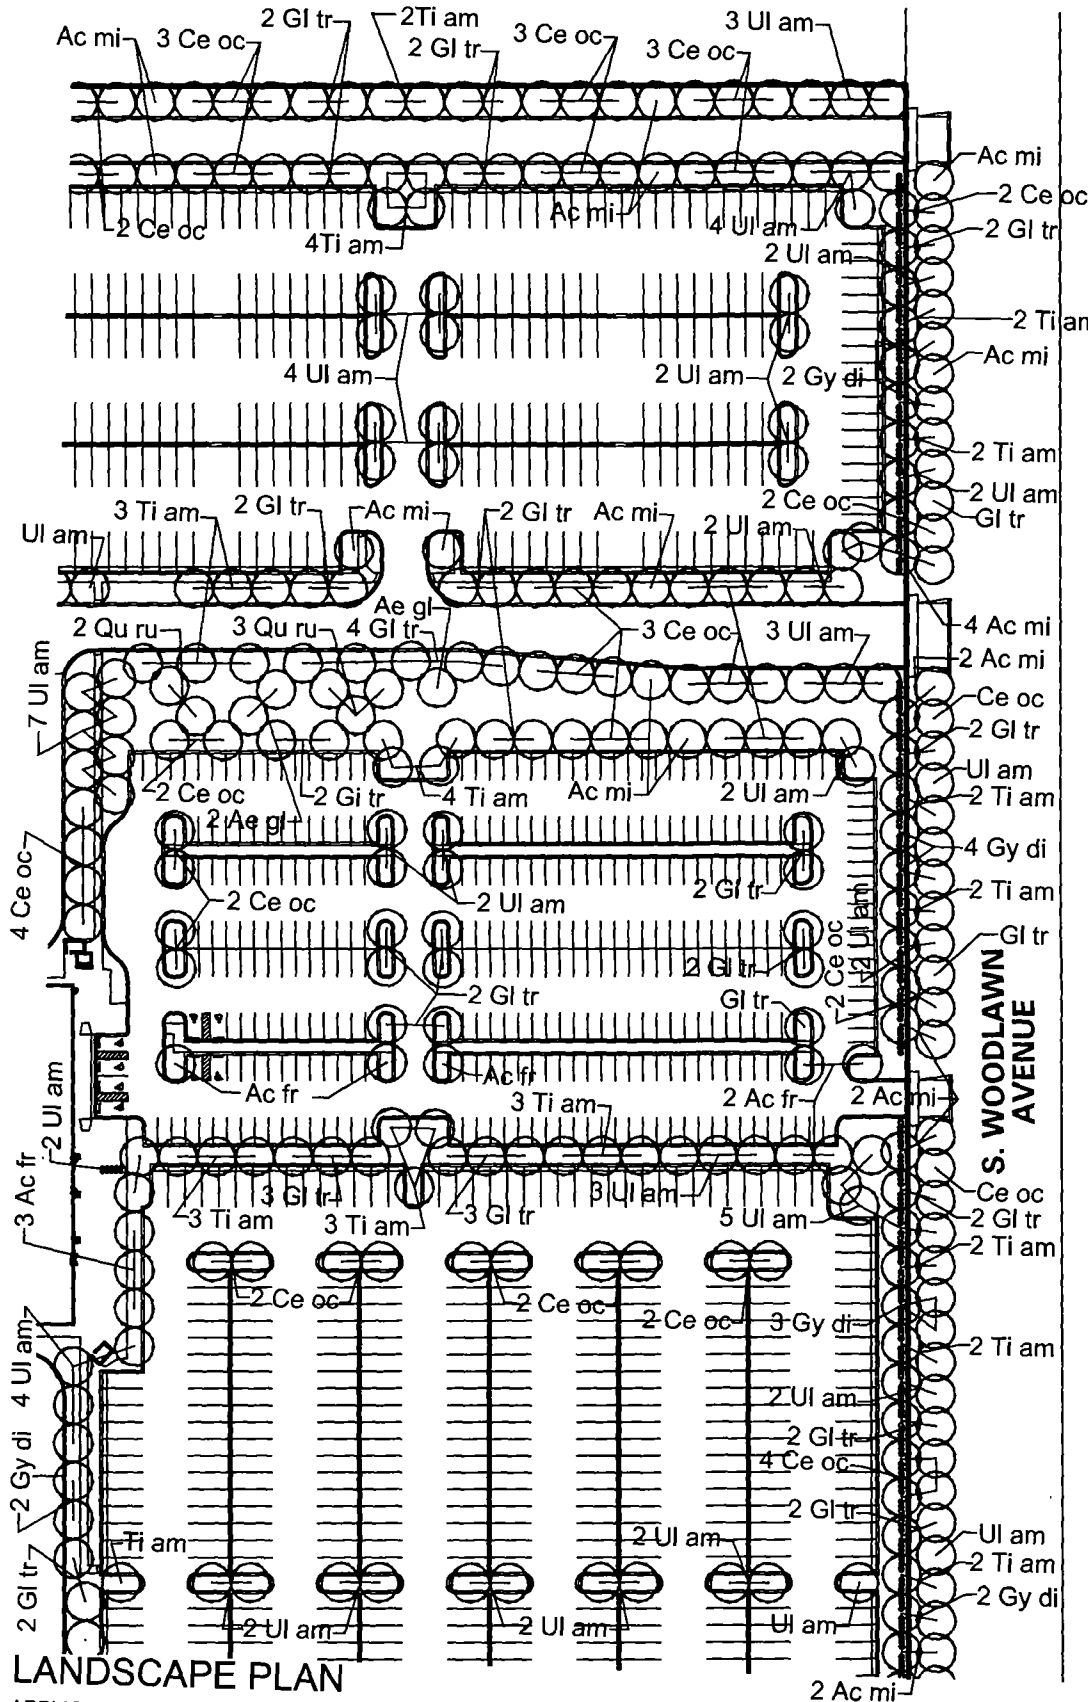 Ac mi
3 Ce oc
2 Gl tr
2Ti am
2 Gl tr
3 Ce oc
3 Ce oc
3 Ul am
Ac mi
2 Ce oc
2 Gl tr
2 Ce oc
4Ti am
Ac mi
4 Ul am
2 Ul am
2 Ti am
4 Ul am
2 Ul am
2 Gy di
Ac mi
2 Ti am
2 Ul am
Gl tr
2 Ce oc
Ul am
3 Ti am
2 Gl tr
Ac mi
2 Gl tr
Ac mi
2 Ul am
Ae gl
4 Gl tr
2 Qu ru
3 Qu ru
3 Ce oc
3 Ul am
4 Ac mi
2 Ac mi
7 Ul am
Ce oc
2 Gl tr
2 Ce oc
2 Gi tr
4 Ti am
Ac mi
2 Ul am
Ul am
2 Ti am
2 Ae gl
4 Gy di
4 Ce oc
2 Ce oc
2 Ul am
2 Gl tr
2 Ti am
2 Ce oc
2 Ul am
2 Gl tr
Gl tr
2 Gl tr
Gl tr
S. WOODLAWN
AVENUE
2 Ul am
Ac fr
Ac fr
2 Ac fr
2 Ac mi
3 Ti am
3 Ac fr
3 Gl tr
3 Ti am
3 Ti am
3 Gl tr
3 Ul am
5 Ul am
Ce oc
2 Gl tr
2 Ti am
2 Ce oc
2 Ce oc
2 Ce oc
3 Gy di
2 Ti am
4 Ul am
2 Ul am
2 Gl tr
4 Ce oc
2 Gy di
2 Gl tr
2 Gl tr
Ti am
2 Ul am
Ul am
2 Ti am
2 Gy di
2 Ul am
2 Ul am
Ul am
LANDSCAPE PLAN
2 Ac mi